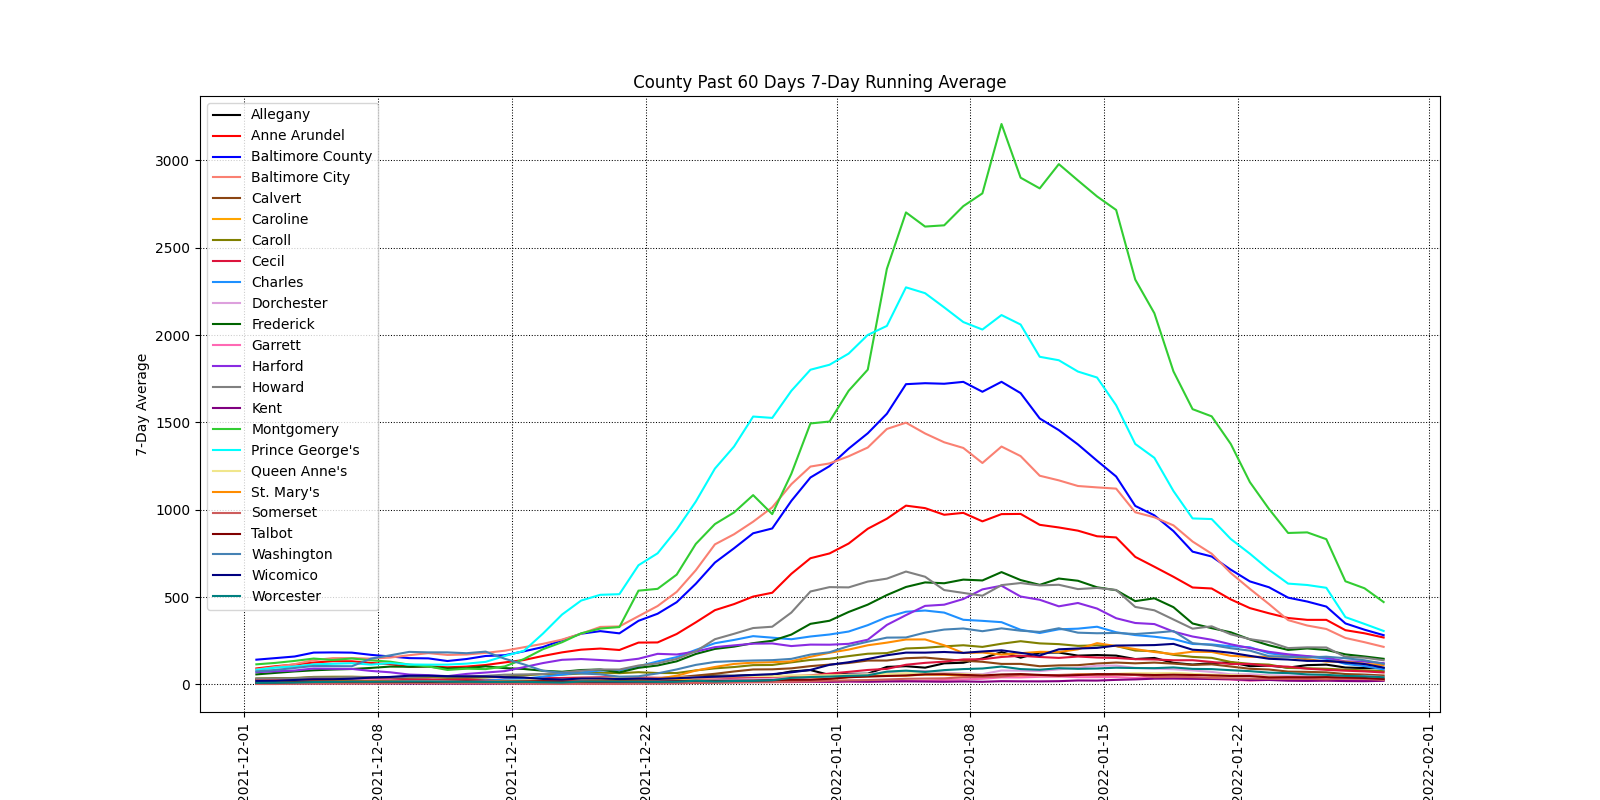 County Past 60 Days 7-Day Running Average
7-Day Average
3000
2500
2000
1500
1000
500
0
Allegany
Anne Arundel
Baltimore County
Baltimore City
Calvert
Caroline
Caroll
Cecil
Charles
Dorchester
Frederick
Garrett
Harford
Howard
Kent
Montgomery
Prince George's
Queen Anne's
St. Mary's
Somerset
Talbot
Washington
Wicomico
Worcester
2021-12-01
2021-12-08
2021-12-15
2021-12-22
2022-01-01
2022-01-08
2022-01-15
2022-01-22
2022-02-01